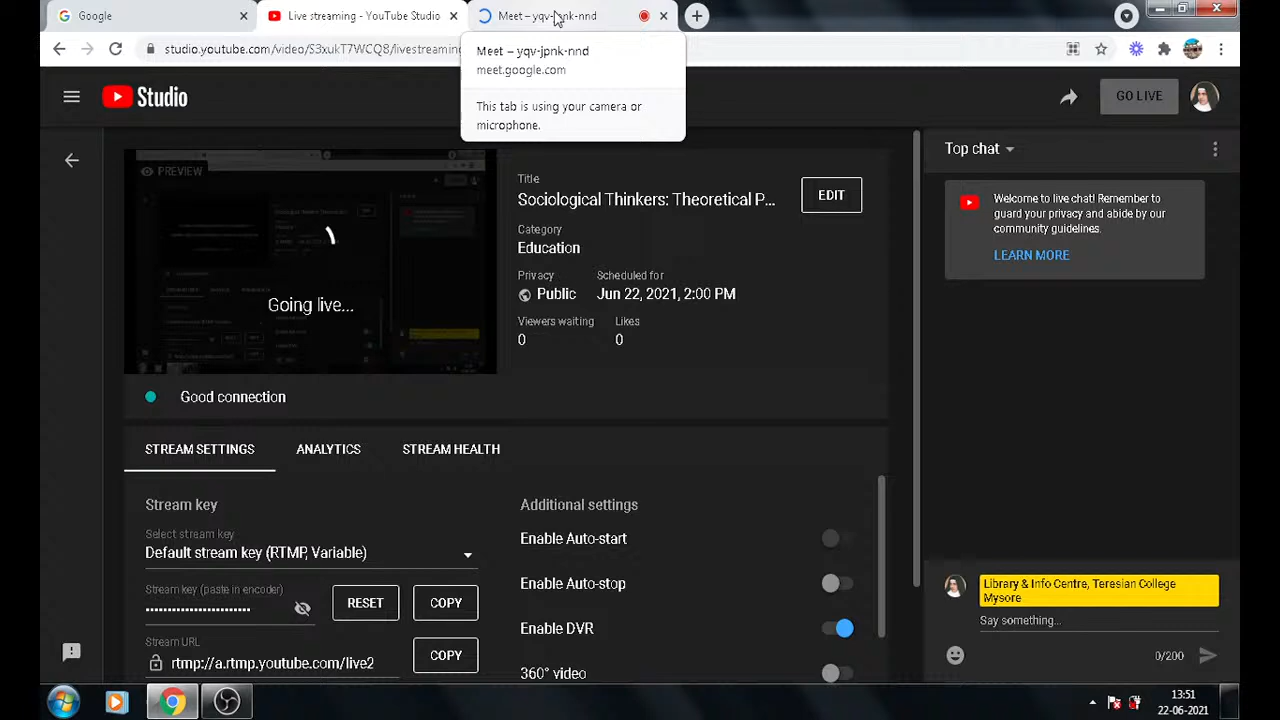 Google
Live streaming - YouTube Studio
Meet – yqv-jpnk-nnd
studio.youtube.com/video/S3xukT7WCQ8/livestreaming
Meet – yqv-jpnk-nnd
meet.google.com
This tab is using your camera or
microphone.
Studio
GO LIVE
PREVIEW
Going live...
Title
Sociological Thinkers: Theoretical P...
EDIT
Category
Education
Privacy
Scheduled for
Public
Jun 22, 2021, 2:00 PM
Viewers waiting
Likes
0
0
Good connection
Top chat
Welcome to live chat! Remember to
guard your privacy and abide by our
community guidelines.
LEARN MORE
STREAM SETTINGS
ANALYTICS
STREAM HEALTH
Stream key
Select stream key
Default stream key (RTMP, Variable)
Stream key (paste in encoder)
RESET
COPY
Stream URL
rtmp://a.rtmp.youtube.com/live2
COPY
Additional settings
Enable Auto-start
Enable Auto-stop
Enable DVR
360° video
Library & Info Centre, Teresian College
Mysore
Say something...
0/200
13:51
22-06-2021